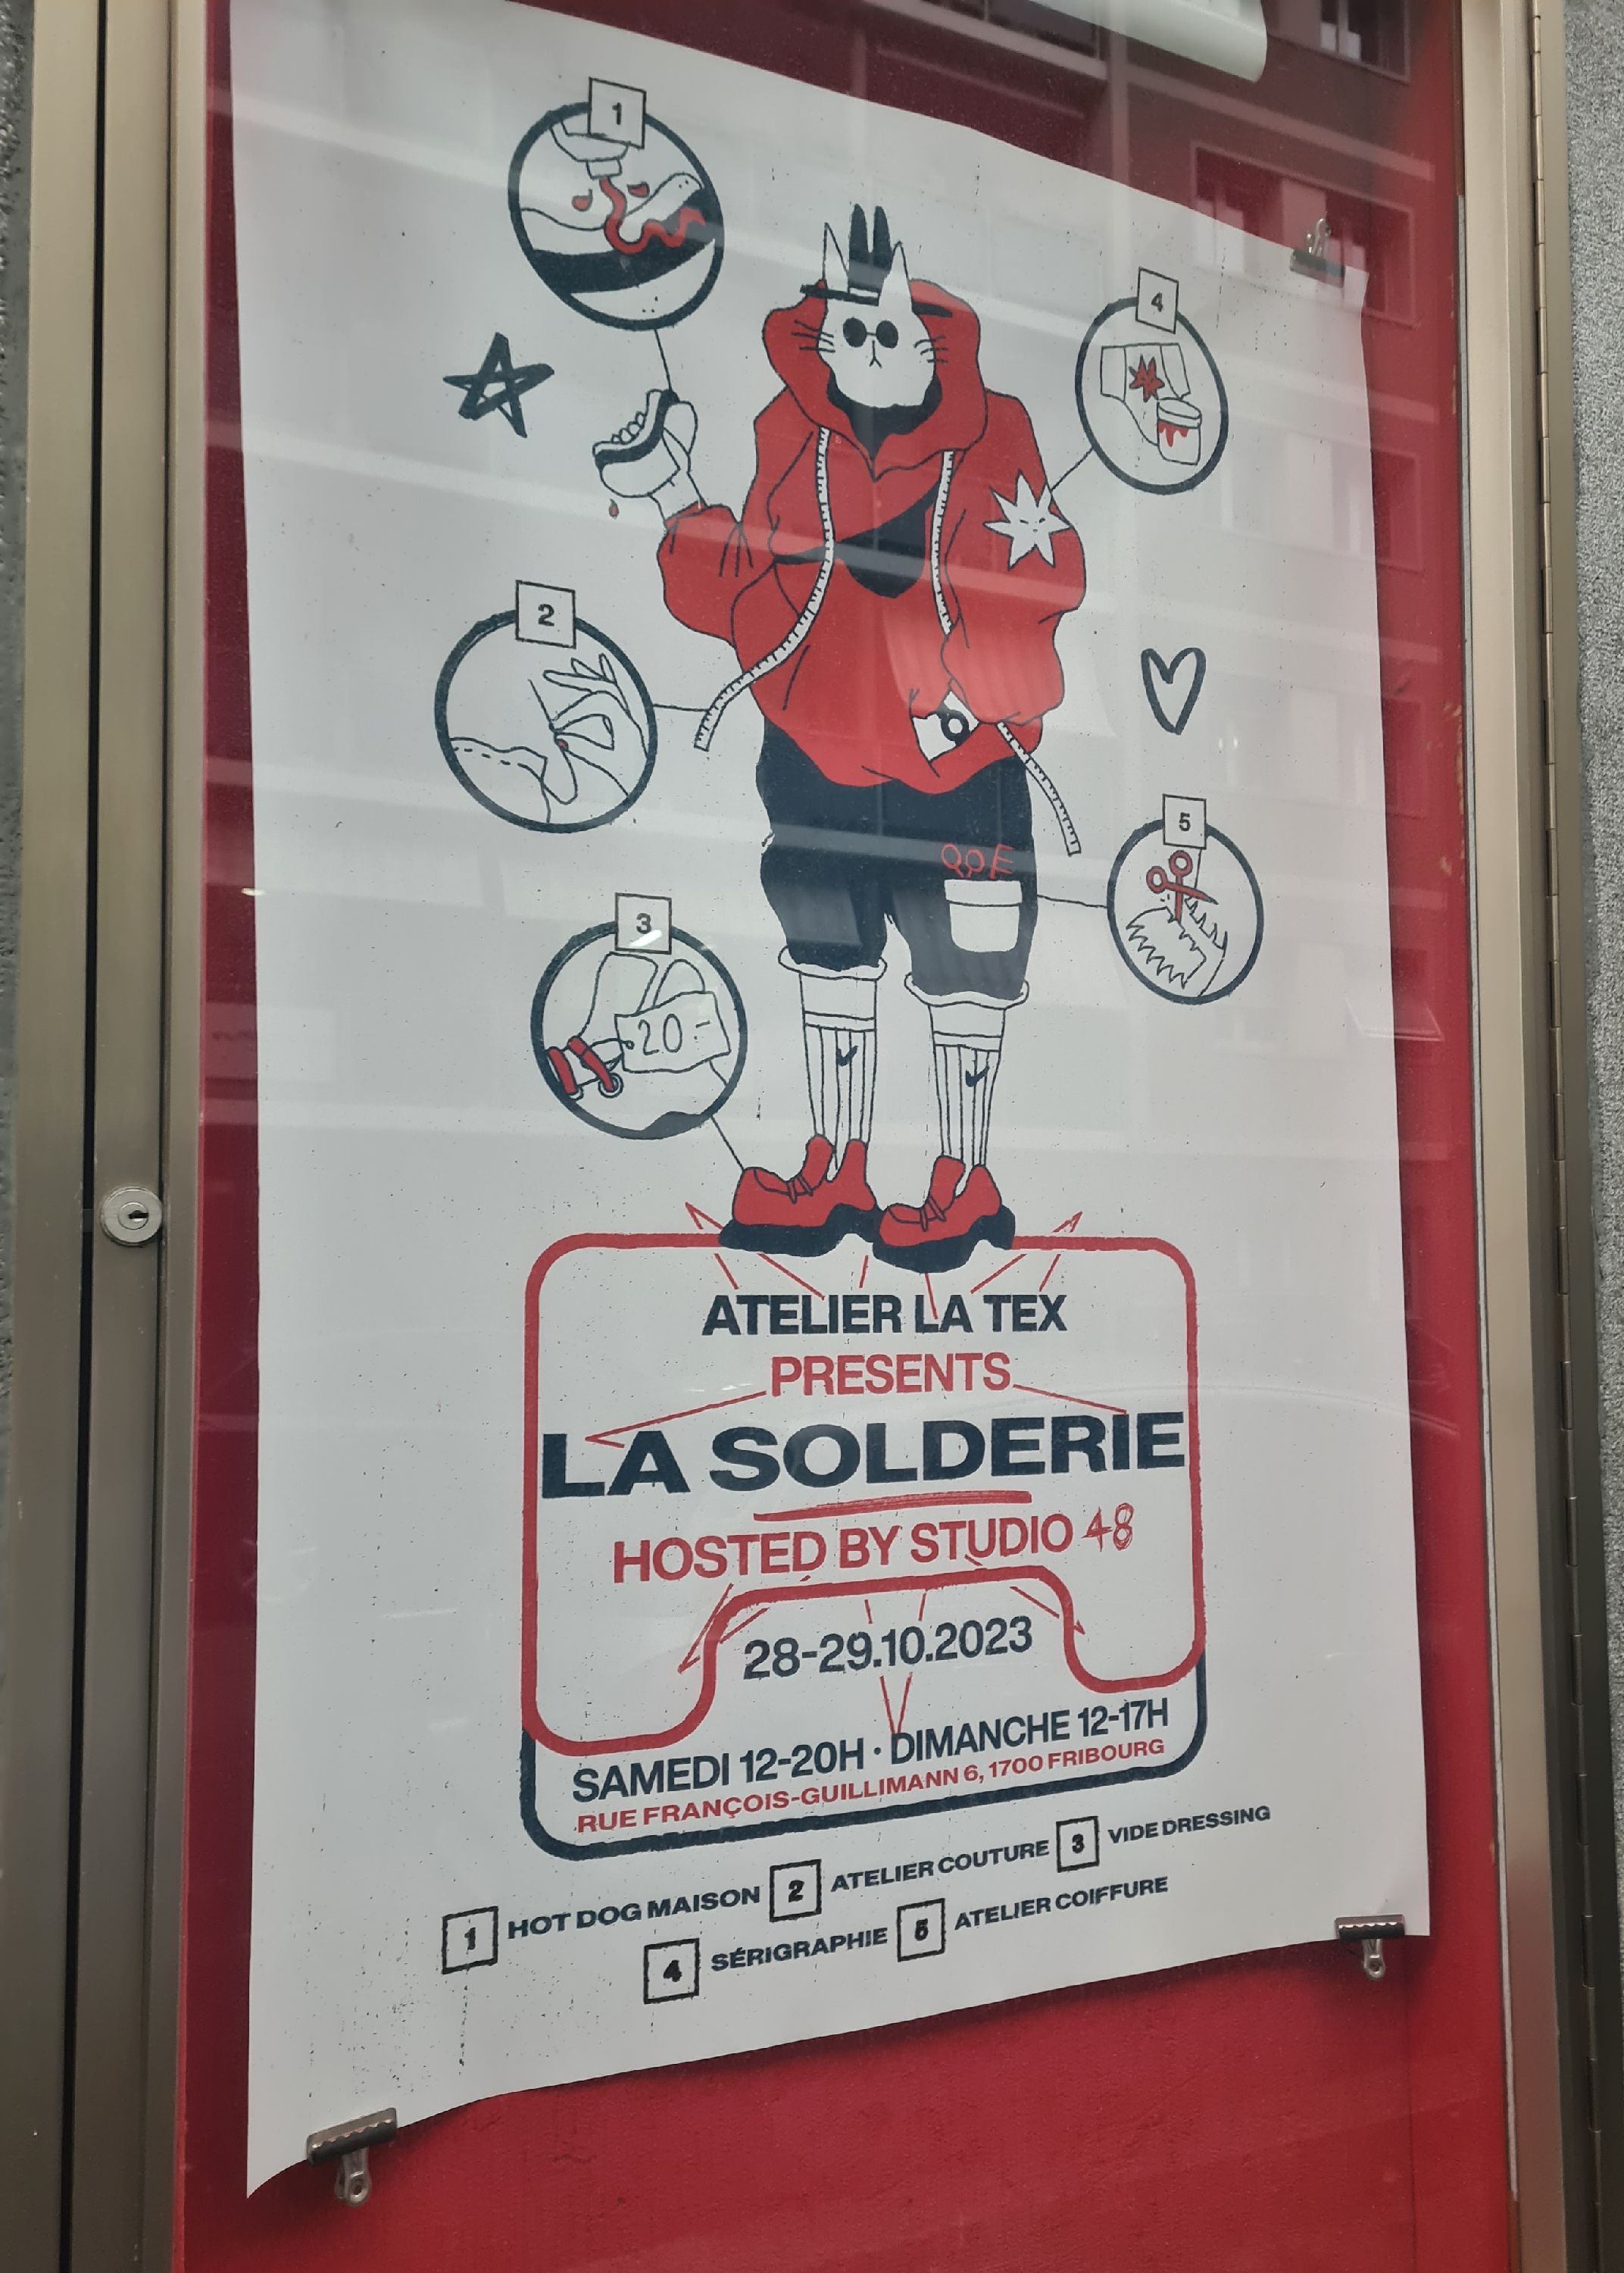 1
4
2
QOE
5
3
20.-
ATELIER LA TEX
PRESENTS
LA SOLDERIE
HOSTED BY STUDIO 48
28-29.10.2023
SAMEDI 12-20H · DIMANCHE 12-17H
RUE FRANÇOIS-GUILLIMANN 6, 1700 FRIBOURG
1 HOT DOG MAISON 2 ATELIER COUTURE 3 VIDE DRESSING
4 SÉRIGRAPHIE 5 ATELIER COIFFURE